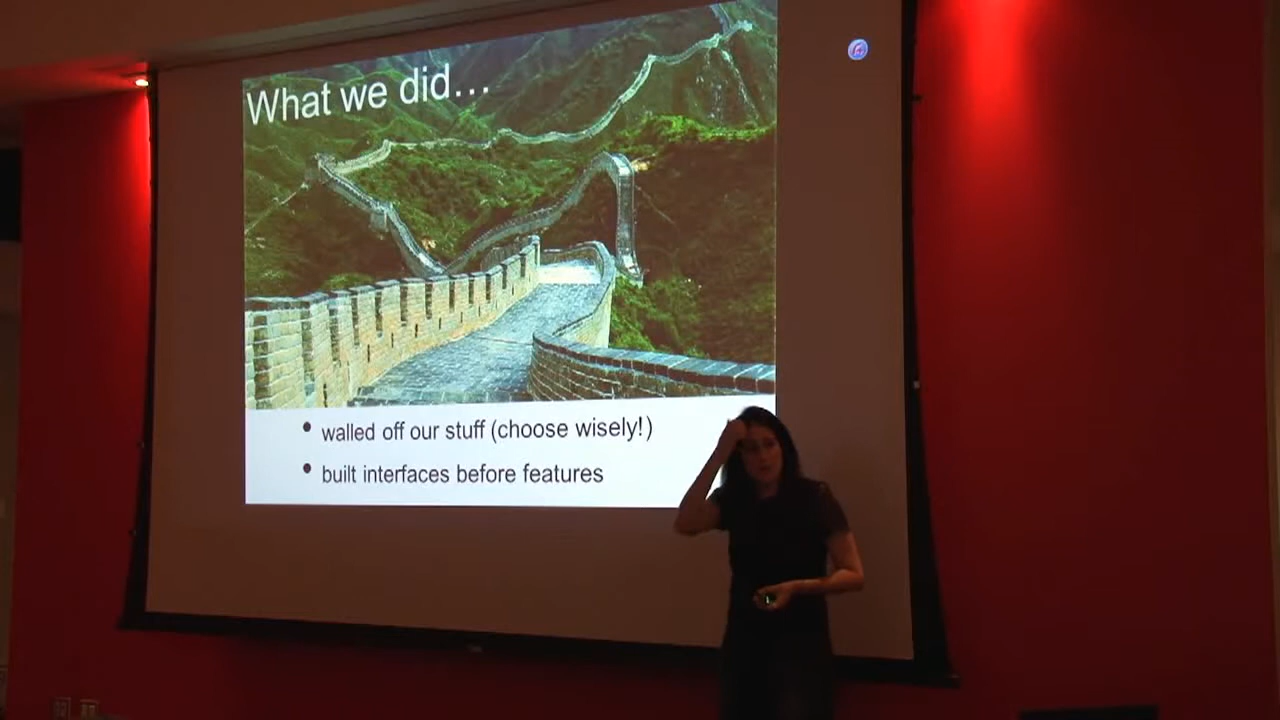 What we did...
• walled off our stuff (choose wisely!)
• built interfaces before features